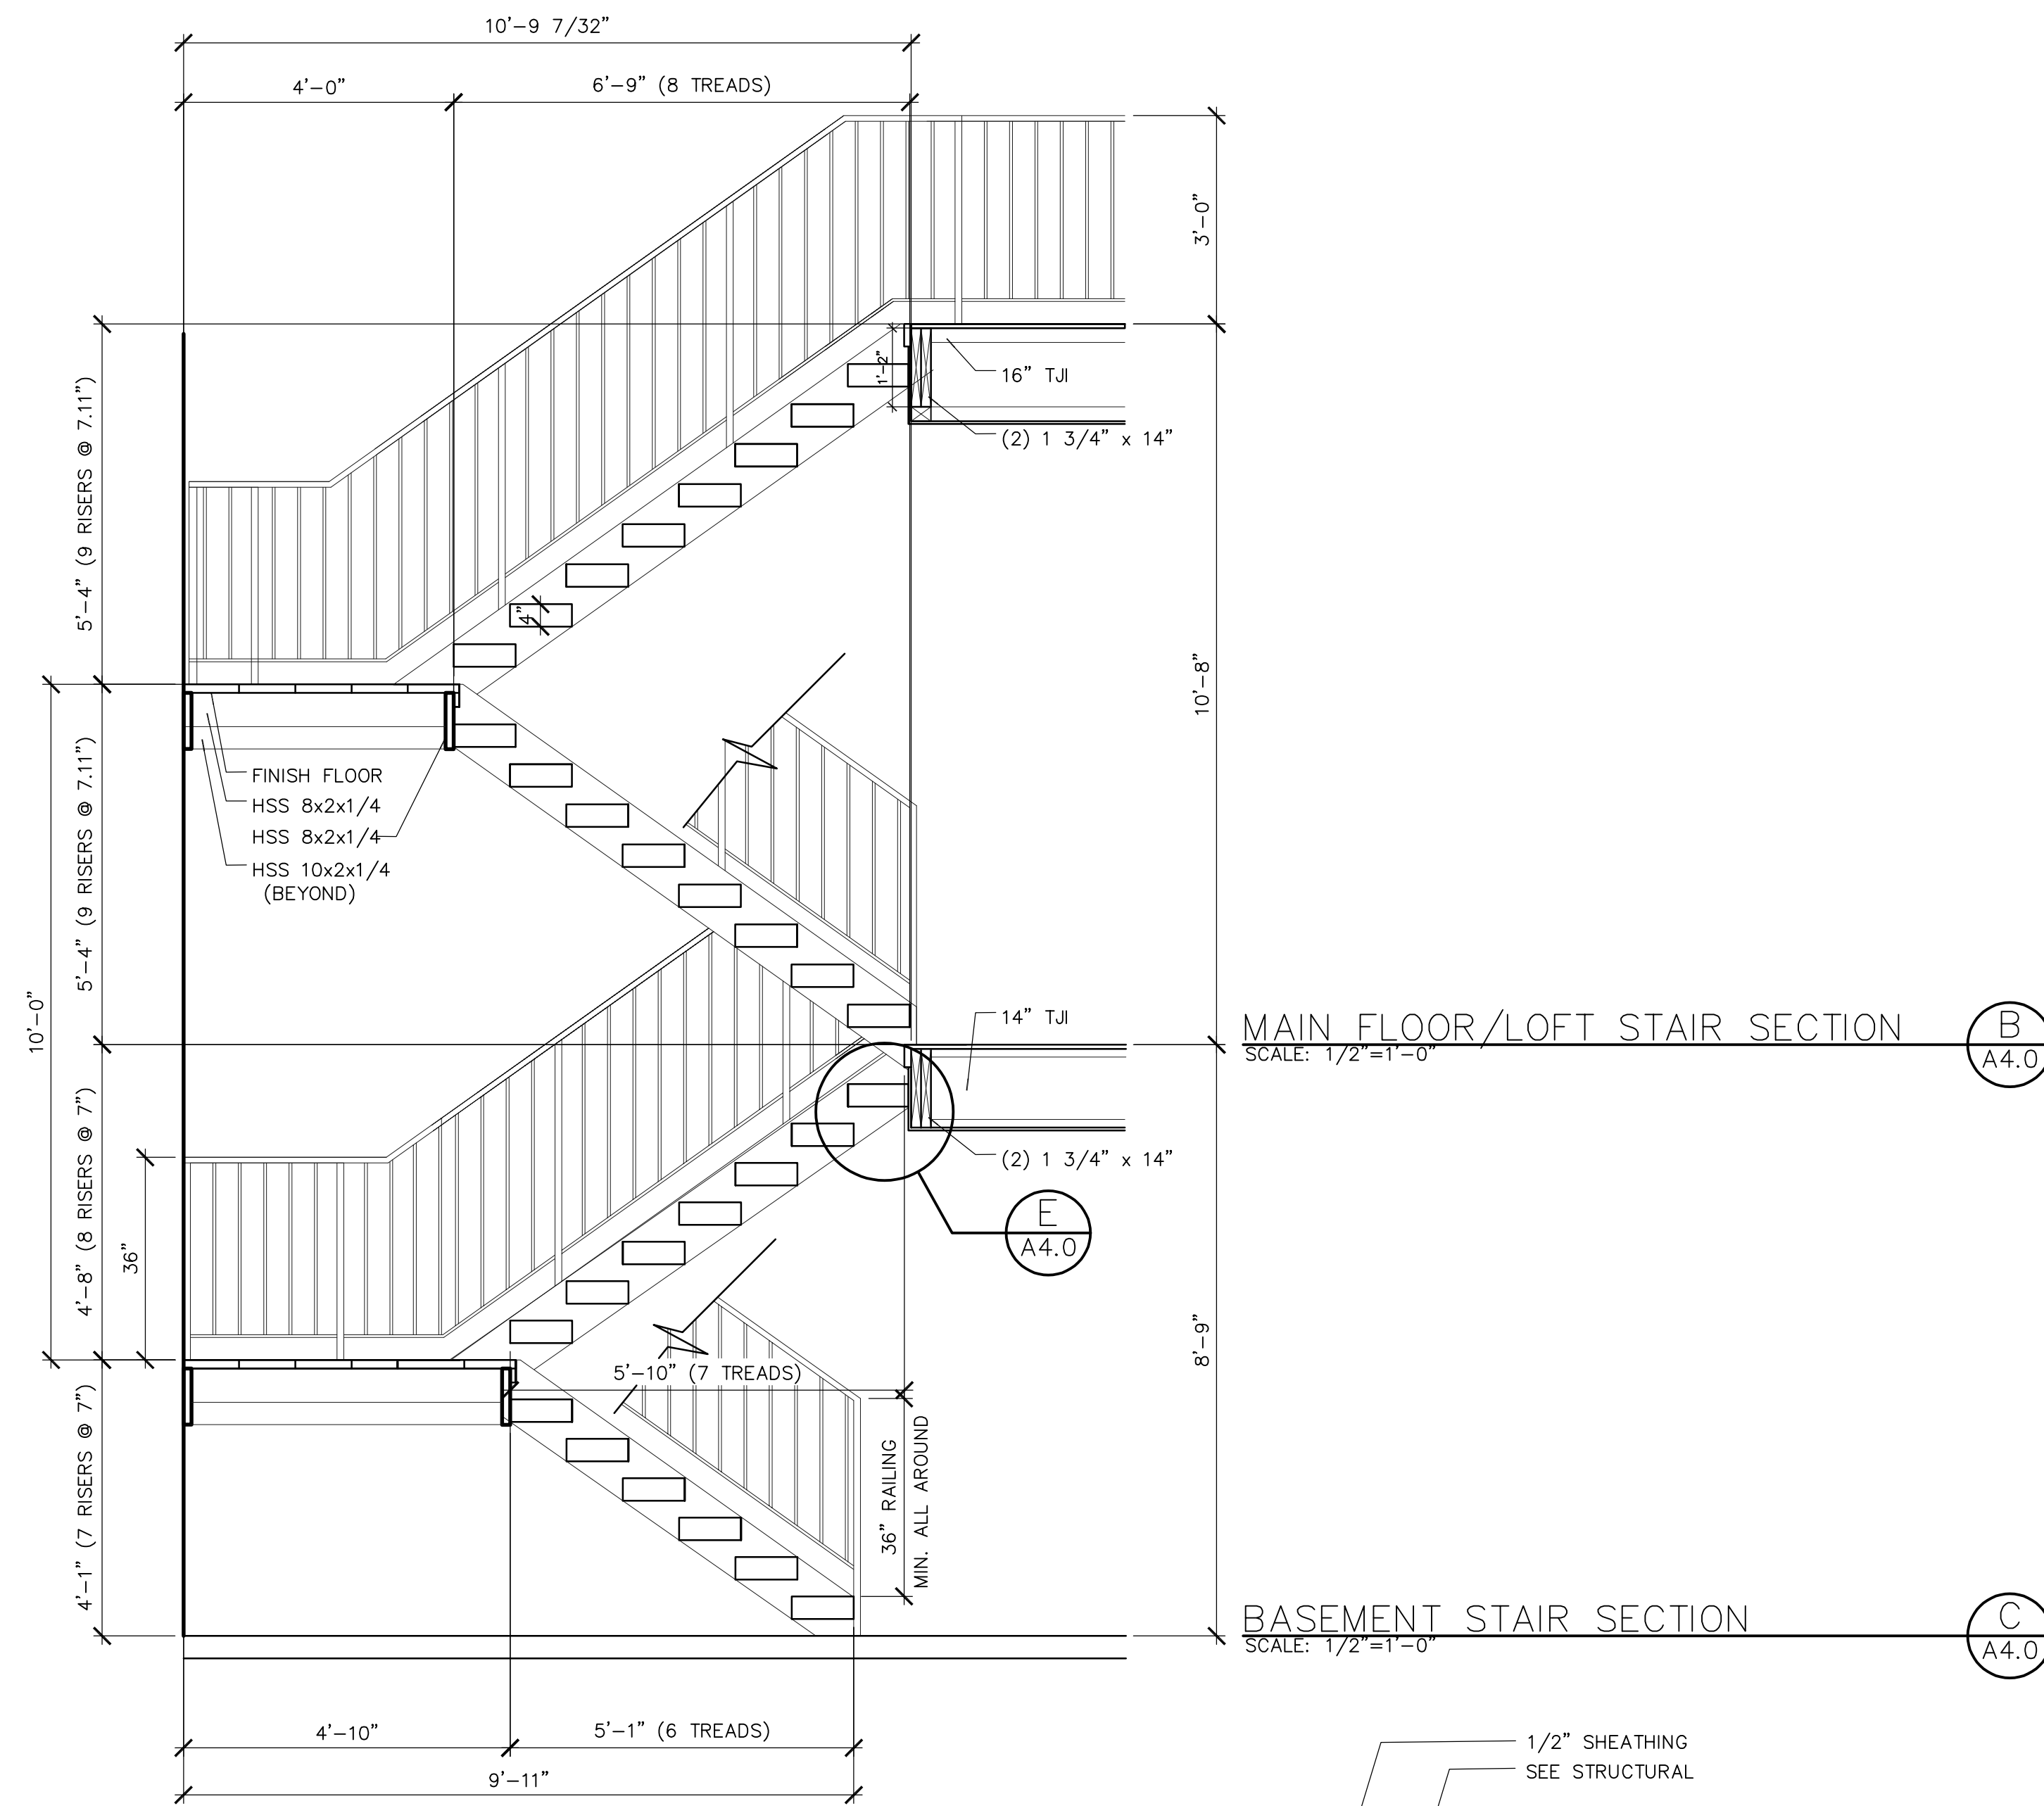 10'-9 7/32"
4'-0"
6'-9" (8 TREADS)
3'-0"
5'-4" (9 RISERS @ 7.11")
1'-2"
16" TJI
(2) 1 3/4" x 14"
4"
10'-8"
FINISH FLOOR
HSS 8x2x1/4
HSS 8x2x1/4
HSS 10x2x1/4
(BEYOND)
5'-4" (9 RISERS @ 7.11")
10'-0"
14" TJI
MAIN FLOOR/LOFT STAIR SECTION
SCALE: 1/2"=1'-0"
B
A4.0
(2) 1 3/4" x 14"
4'-8" (8 RISERS @ 7")
36"
E
A4.0
8'-9"
5'-10" (7 TREADS)
4'-1" (7 RISERS @ 7")
36" RAILING
MIN. ALL AROUND
BASEMENT STAIR SECTION
SCALE: 1/2"=1'-0"
C
A4.0
4'-10"
5'-1" (6 TREADS)
9'-11"
1/2" SHEATHING
SEE STRUCTURAL